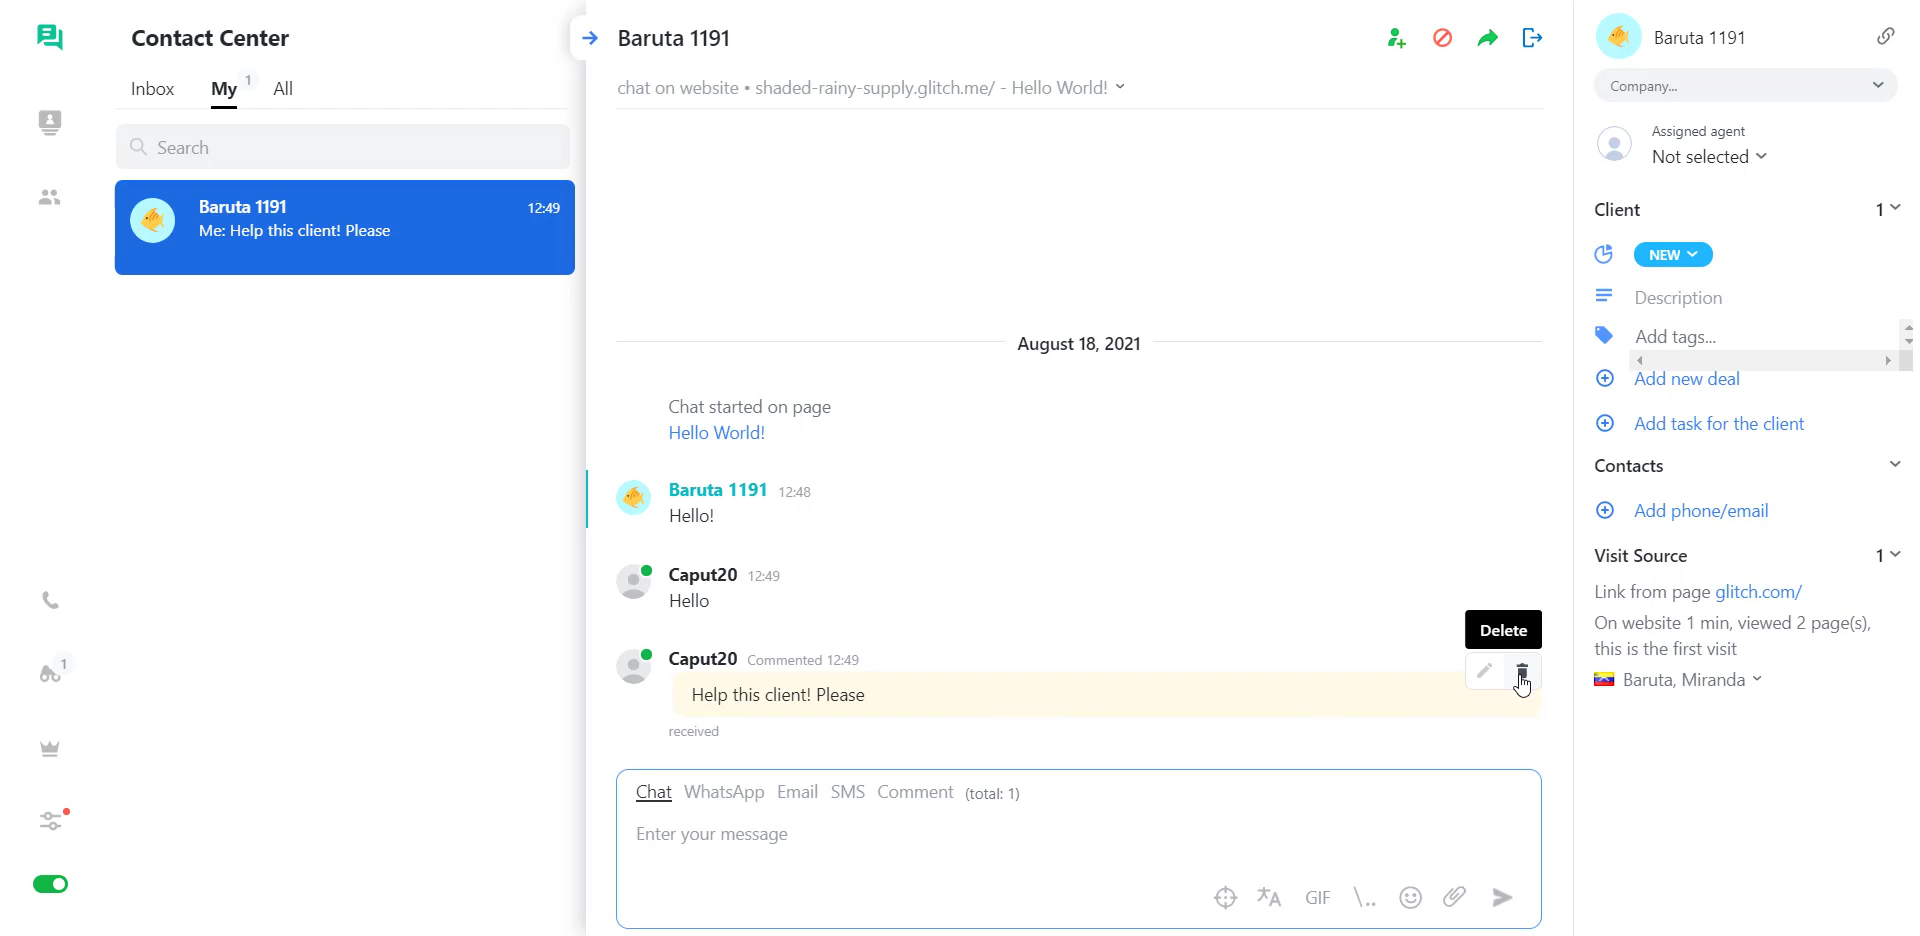 Contact Center
Inbox My 1 All
Search
Baruta 1191 12:49
Me: Help this client! Please
1
Baruta 1191
chat on website • shaded-rainy-supply.glitch.me/ - Hello World!
August 18, 2021
Chat started on page
Hello World!
Baruta 1191 12:48
Hello!
Caput20 12:49
Hello
Delete
Caput20 Commented 12:49
Help this client! Please
received
Chat WhatsApp Email SMS Comment (total: 1)
Enter your message
GIF \..
Baruta 1191
Company...
Assigned agent
Not selected
Client 1
NEW
Description
Add tags...
Add new deal
Add task for the client
Contacts
Add phone/email
Visit Source 1
Link from page glitch.com/
On website 1 min, viewed 2 page(s),
this is the first visit
Baruta, Miranda